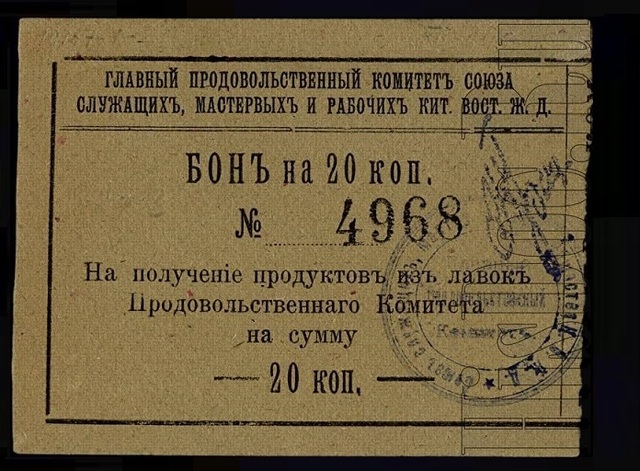 ГЛАВНЫЙ ПРОДОВОЛЬСТВЕННЫЙ КОМИТЕТЪ СОЮЗА
СЛУЖАЩИХЪ, МАСТЕРВЫХЪ И РАБОЧИХЪ КИТ. ВОСТ. Ж. Д.
БОНЪ на 20 коп.
№ 4968
На полученіе продуктовъ изъ лавокъ
Продовольственнаго Комитета
на сумму
20 коп.